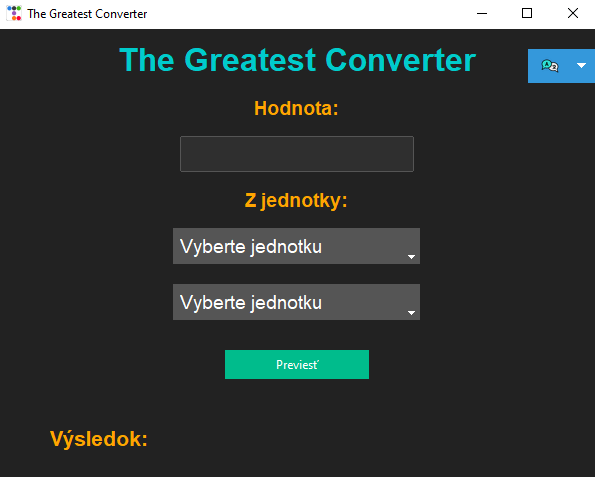 The Greatest Converter
The Greatest Converter
Hodnota:
Z jednotky:
Vyberte jednotku
Vyberte jednotku
Previesť
Výsledok: